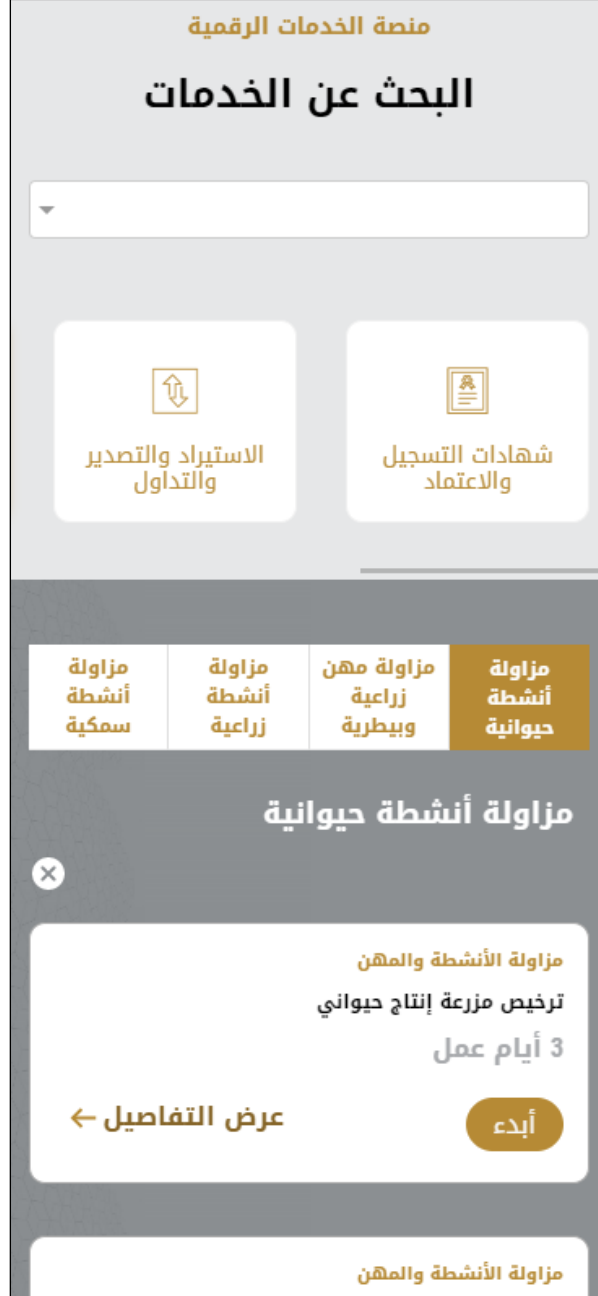 منصة الخدمات الرقمية
البحث عن الخدمات
شهادات التسجيل
والاعتماد
الاستيراد والتصدير
والتداول
مزاولة
أنشطة
حيوانية
مزاولة مهن
زراعية
وبيطرية
مزاولة
أنشطة
زراعية
مزاولة
أنشطة
سمكية
مزاولة أنشطة حيوانية
مزاولة الأنشطة والمهن
ترخيص مزرعة إنتاج حيواني
3 أيام عمل
أبدء
عرض التفاصيل
مزاولة الأنشطة والمهن